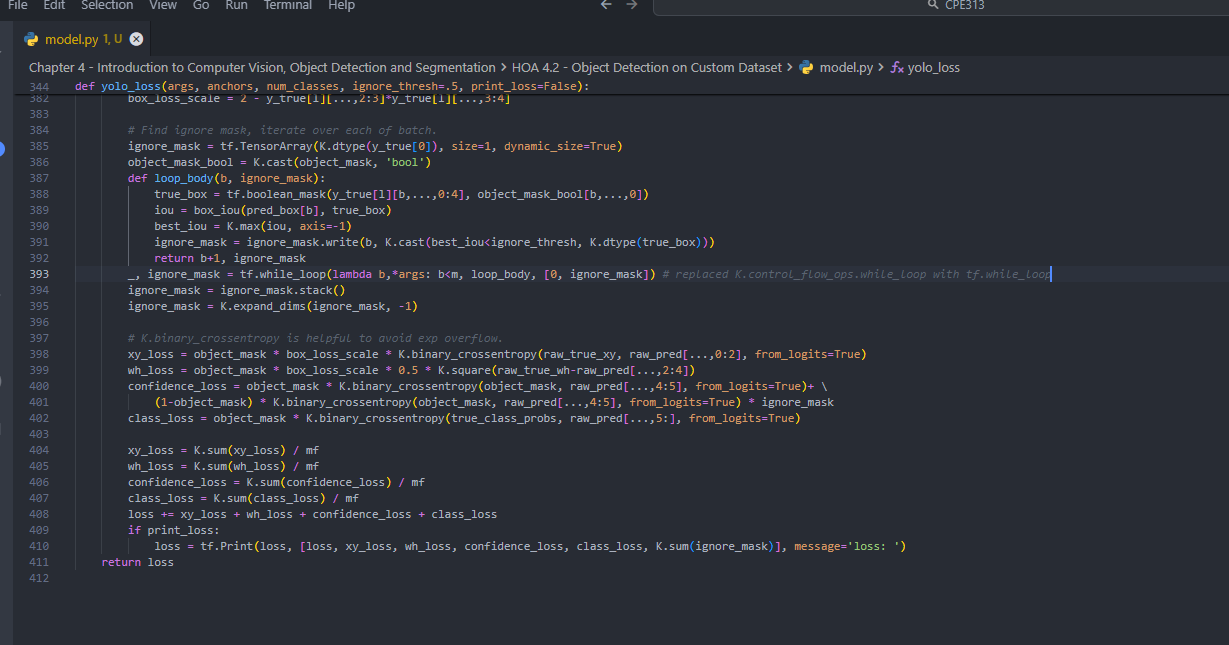 File Edit Selection View Go Run Terminal Help CPE313
model.py 1, U
Chapter 4 - Introduction to Computer Vision, Object Detection and Segmentation > HOA 4.2 - Object Detection on Custom Dataset > model.py > yolo_loss
344 def yolo_loss(args, anchors, num_classes, ignore_thresh=.5, print_loss=False):
382 box_loss_scale = 2 - y_true[l][...,2:3]*y_true[l][...,3:4]
383
384 # Find ignore mask, iterate over each of batch.
385 ignore_mask = tf.TensorArray(K.dtype(y_true[0]), size=1, dynamic_size=True)
386 object_mask_bool = K.cast(object_mask, 'bool')
387 def loop_body(b, ignore_mask):
388 true_box = tf.boolean_mask(y_true[l][b,...,0:4], object_mask_bool[b,...,0])
389 iou = box_iou(pred_box[b], true_box)
390 best_iou = K.max(iou, axis=-1)
391 ignore_mask = ignore_mask.write(b, K.cast(best_iou<ignore_thresh, K.dtype(true_box)))
392 return b+1, ignore_mask
393 _, ignore_mask = tf.while_loop(lambda b,*args: b<m, loop_body, [0, ignore_mask]) # replaced K.control_flow_ops.while_loop with tf.while_loop
394 ignore_mask = ignore_mask.stack()
395 ignore_mask = K.expand_dims(ignore_mask, -1)
396
397 # K.binary_crossentropy is helpful to avoid exp overflow.
398 xy_loss = object_mask * box_loss_scale * K.binary_crossentropy(raw_true_xy, raw_pred[...,0:2], from_logits=True)
399 wh_loss = object_mask * box_loss_scale * 0.5 * K.square(raw_true_wh-raw_pred[...,2:4])
400 confidence_loss = object_mask * K.binary_crossentropy(object_mask, raw_pred[...,4:5], from_logits=True)+ \
401 (1-object_mask) * K.binary_crossentropy(object_mask, raw_pred[...,4:5], from_logits=True) * ignore_mask
402 class_loss = object_mask * K.binary_crossentropy(true_class_probs, raw_pred[...,5:], from_logits=True)
403
404 xy_loss = K.sum(xy_loss) / mf
405 wh_loss = K.sum(wh_loss) / mf
406 confidence_loss = K.sum(confidence_loss) / mf
407 class_loss = K.sum(class_loss) / mf
408 loss += xy_loss + wh_loss + confidence_loss + class_loss
409 if print_loss:
410 loss = tf.Print(loss, [loss, xy_loss, wh_loss, confidence_loss, class_loss, K.sum(ignore_mask)], message='loss: ')
411 return loss
412